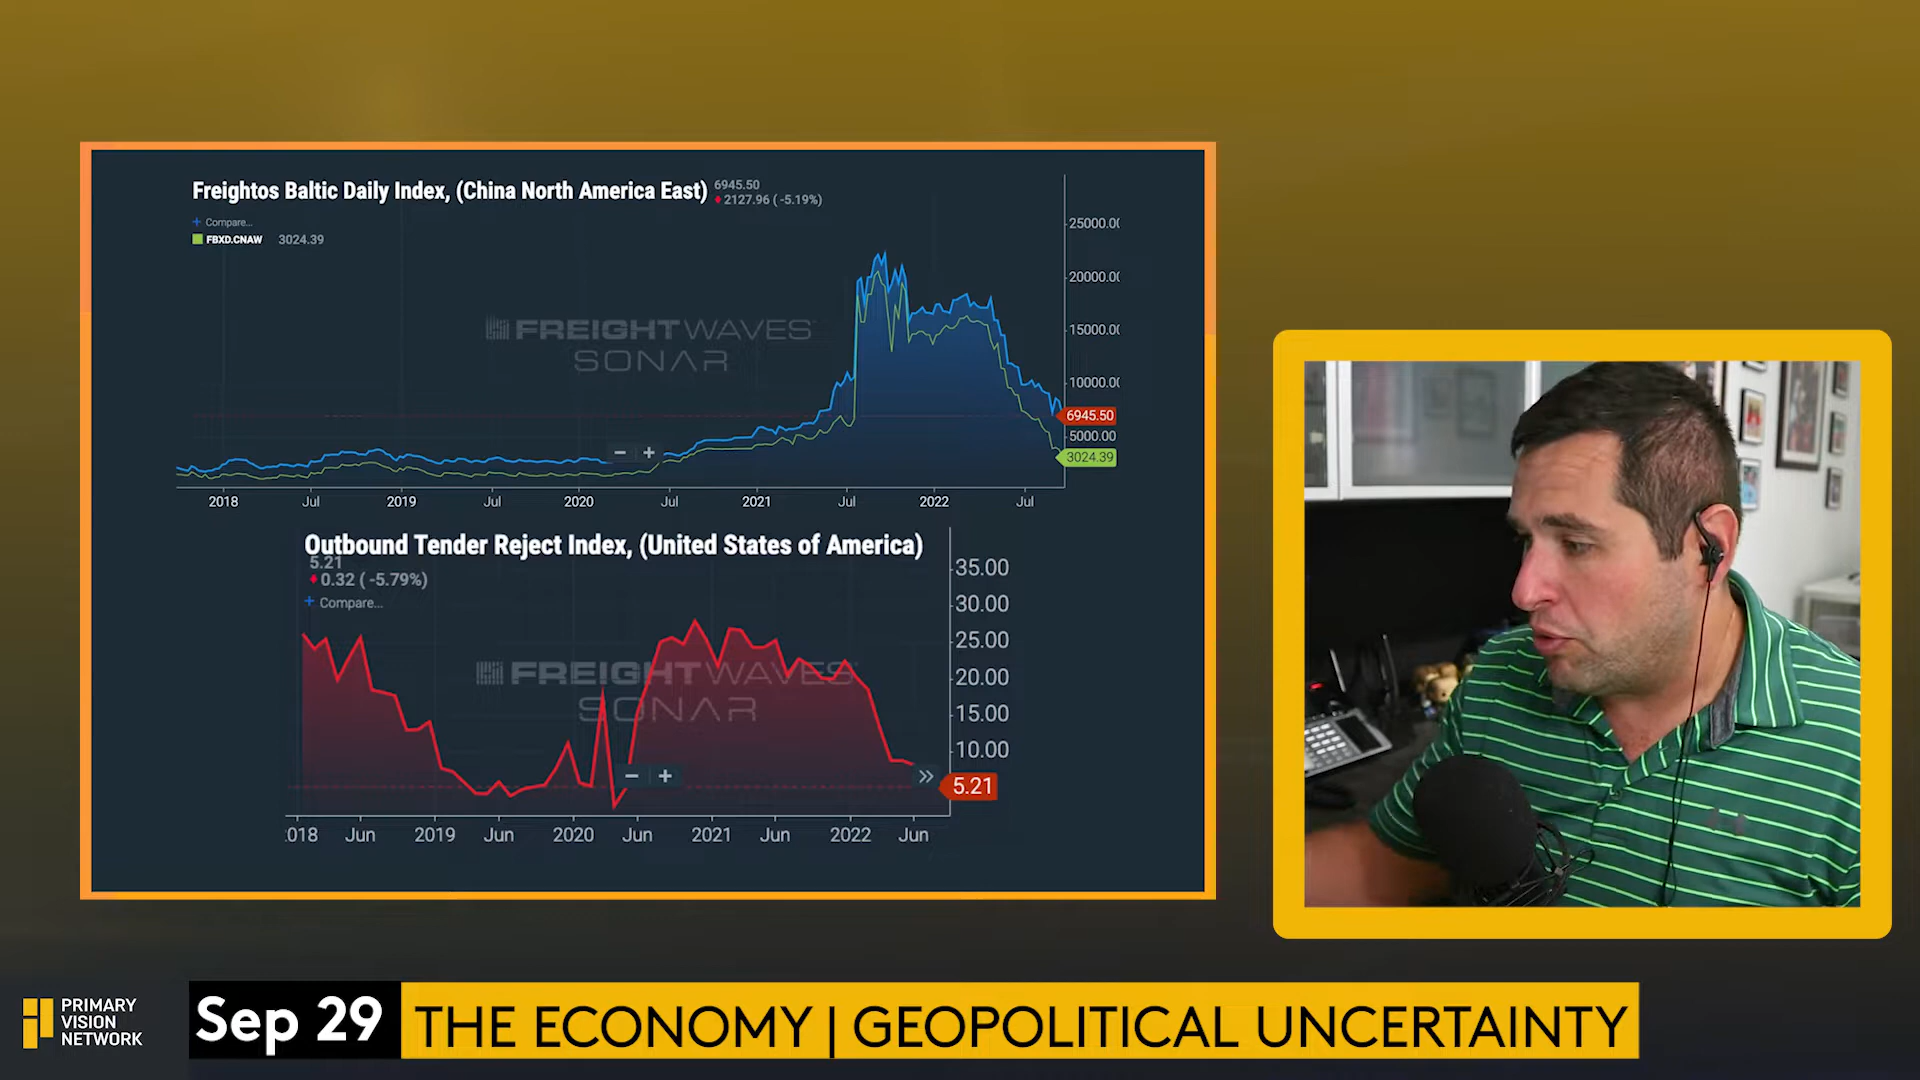 Freightos Baltic Daily Index, (China North America East)
6945.50
2127.96 (-5.19%)
+ Compare...
FBXD.CNAW 3024.39
FREIGHTWAVES
SONAR
25000.00
20000.00
15000.00
10000.00
6945.50
5000.00
3024.39
2018 Jul 2019 Jul 2020 Jul 2021 Jul 2022 Jul
Outbound Tender Reject Index, (United States of America)
5.21
0.32 (-5.79%)
+ Compare...
FREIGHTWAVES
SONAR
35.00
30.00
25.00
20.00
15.00
10.00
5.21
018 Jun 2019 Jun 2020 Jun 2021 Jun 2022 Jun
PRIMARY
VISION
NETWORK
Sep 29
THE ECONOMY | GEOPOLITICAL UNCERTAINTY